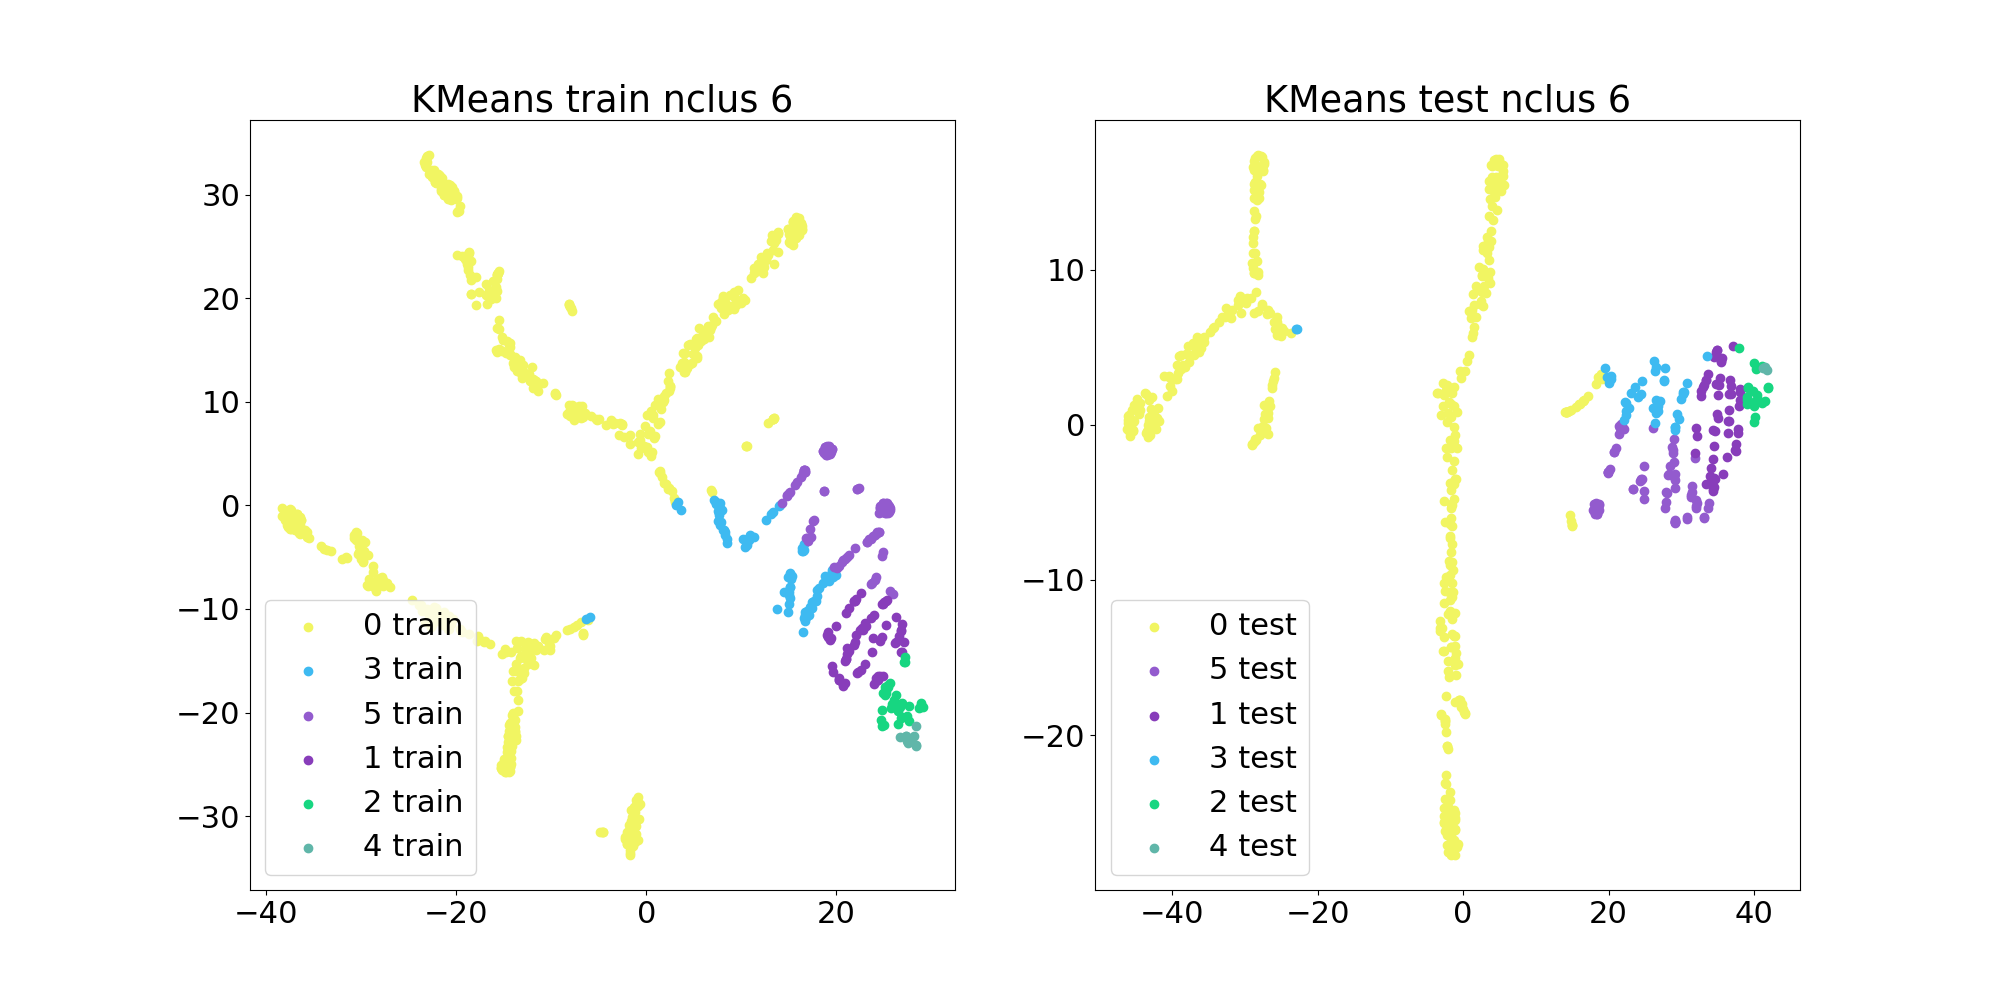 KMeans train nclus 6
30
20
10
0
−10
−20
−30
−40
−20
0
20
0 train
3 train
5 train
1 train
2 train
4 train
KMeans test nclus 6
10
0
−10
−20
−40
−20
0
20
40
0 test
5 test
1 test
3 test
2 test
4 test